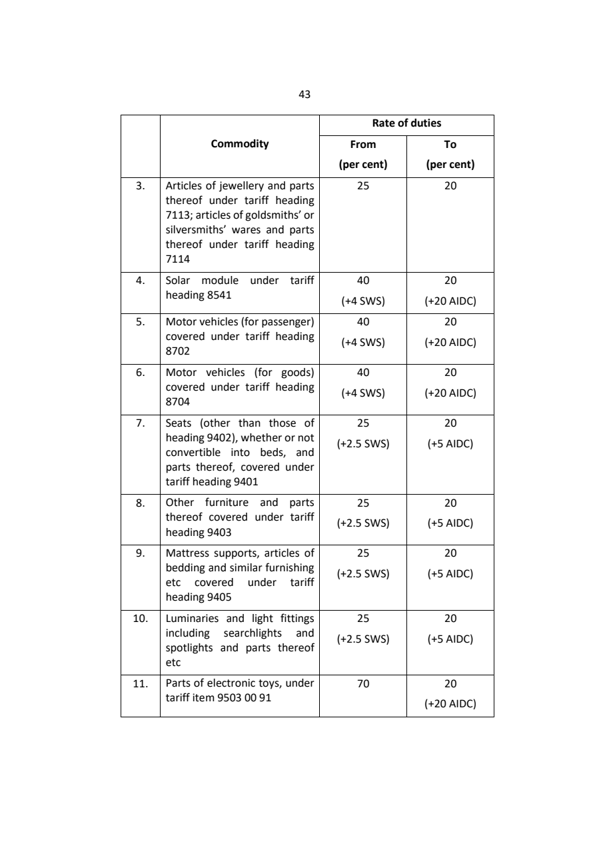 43
Rate of duties
Commodity From To
(per cent) (per cent)
3. Articles of jewellery and parts 25 20
thereof under tariff heading
7113; articles of goldsmiths' or
silversmiths' wares and parts
thereof under tariff heading
7114
4. Solar module under tariff 40 20
heading 8541 (+4 SWS) (+20 AIDC)
5. Motor vehicles (for passenger) 40 20
covered under tariff heading (+4 SWS) (+20 AIDC)
8702
6. Motor vehicles (for goods) 40 20
covered under tariff heading (+4 SWS) (+20 AIDC)
8704
7. Seats (other than those of 25 20
heading 9402), whether or not (+2.5 SWS) (+5 AIDC)
convertible into beds, and
parts thereof, covered under
tariff heading 9401
8. Other furniture and parts 25 20
thereof covered under tariff (+2.5 SWS) (+5 AIDC)
heading 9403
9. Mattress supports, articles of 25 20
bedding and similar furnishing (+2.5 SWS) (+5 AIDC)
etc covered under tariff
heading 9405
10. Luminaries and light fittings 25 20
including searchlights and (+2.5 SWS) (+5 AIDC)
spotlights and parts thereof
etc
11. Parts of electronic toys, under 70 20
tariff item 9503 00 91 (+20 AIDC)